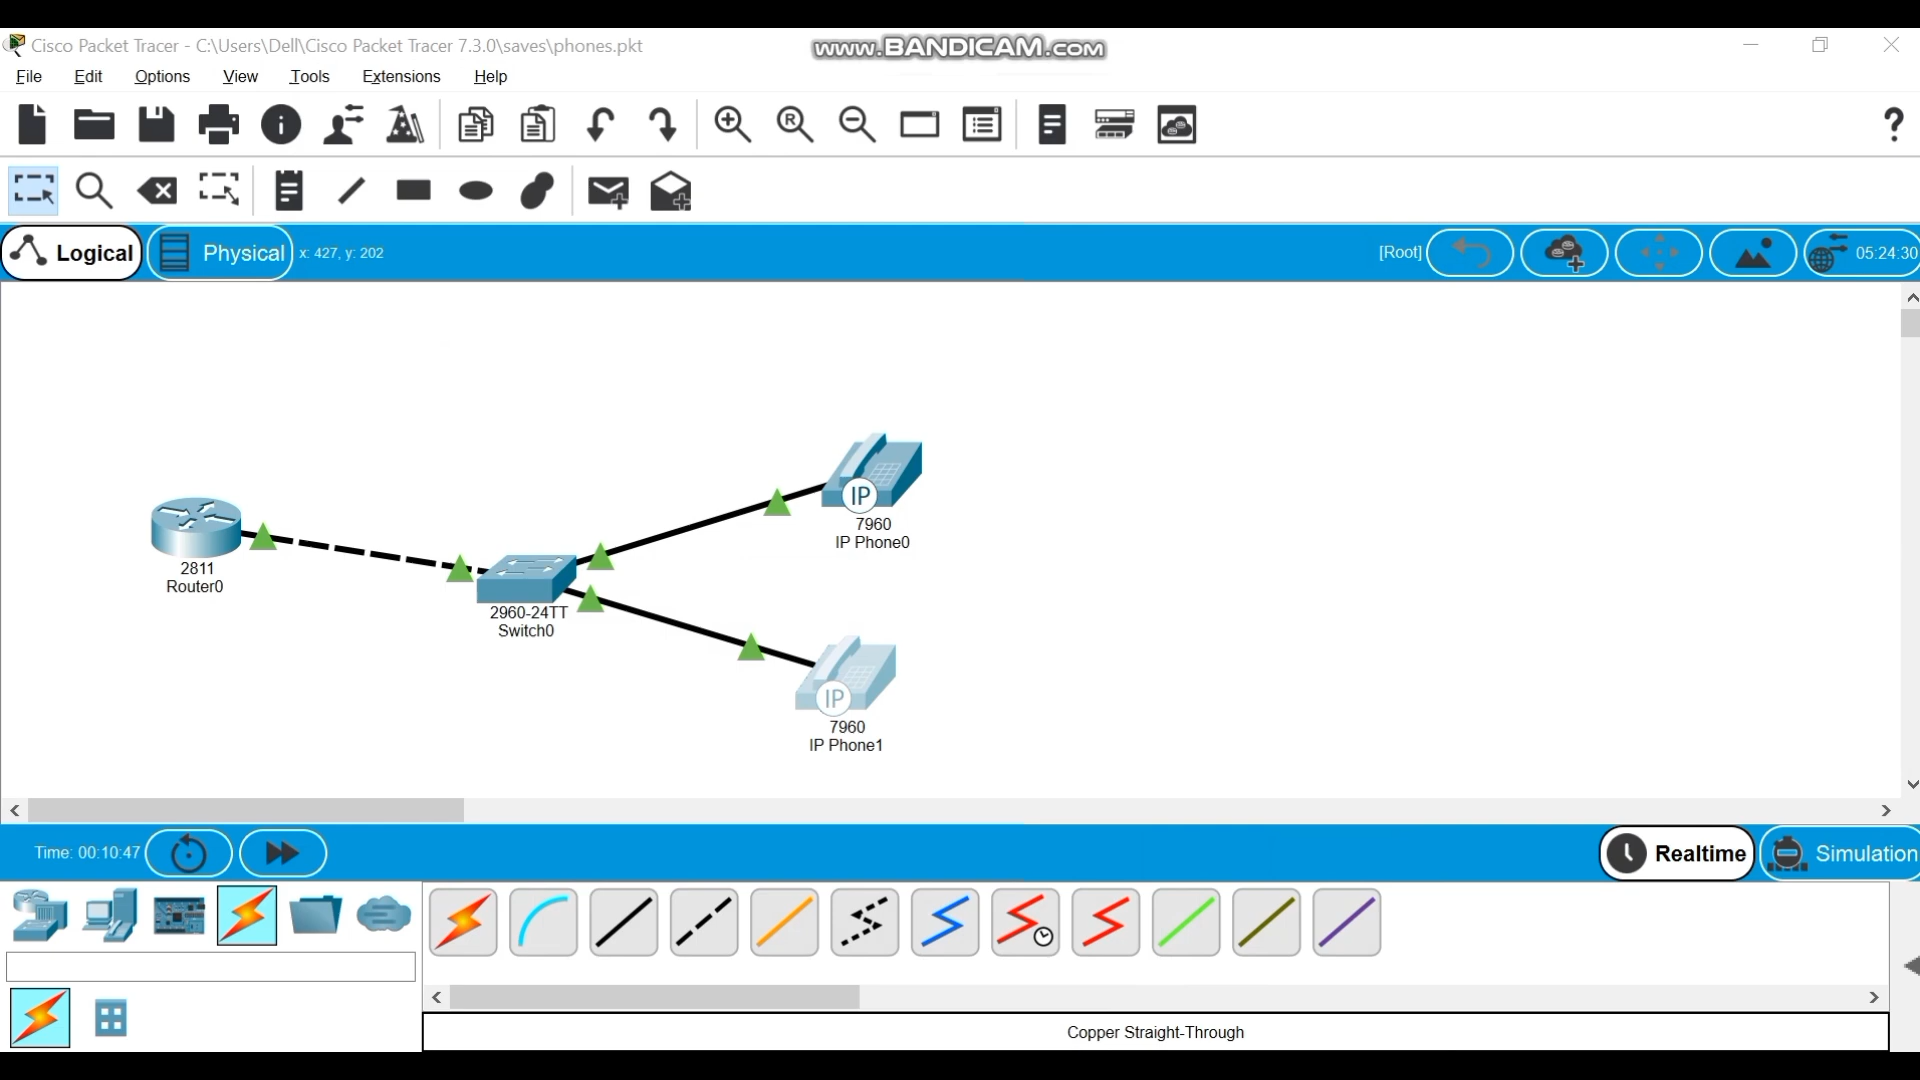 Cisco Packet Tracer - C:\Users\Dell\Cisco Packet Tracer 7.3.0\saves\phones.pkt
www.BANDICAM.com
File Edit Options View Tools Extensions Help
Logical Physical x: 427, y: 202 [Root] 05:24:30
IP
7960
IP Phone0
2811
Router0
2960-24TT
Switch0
IP
7960
IP Phone1
Time: 00:10:47 Realtime Simulation
Copper Straight-Through